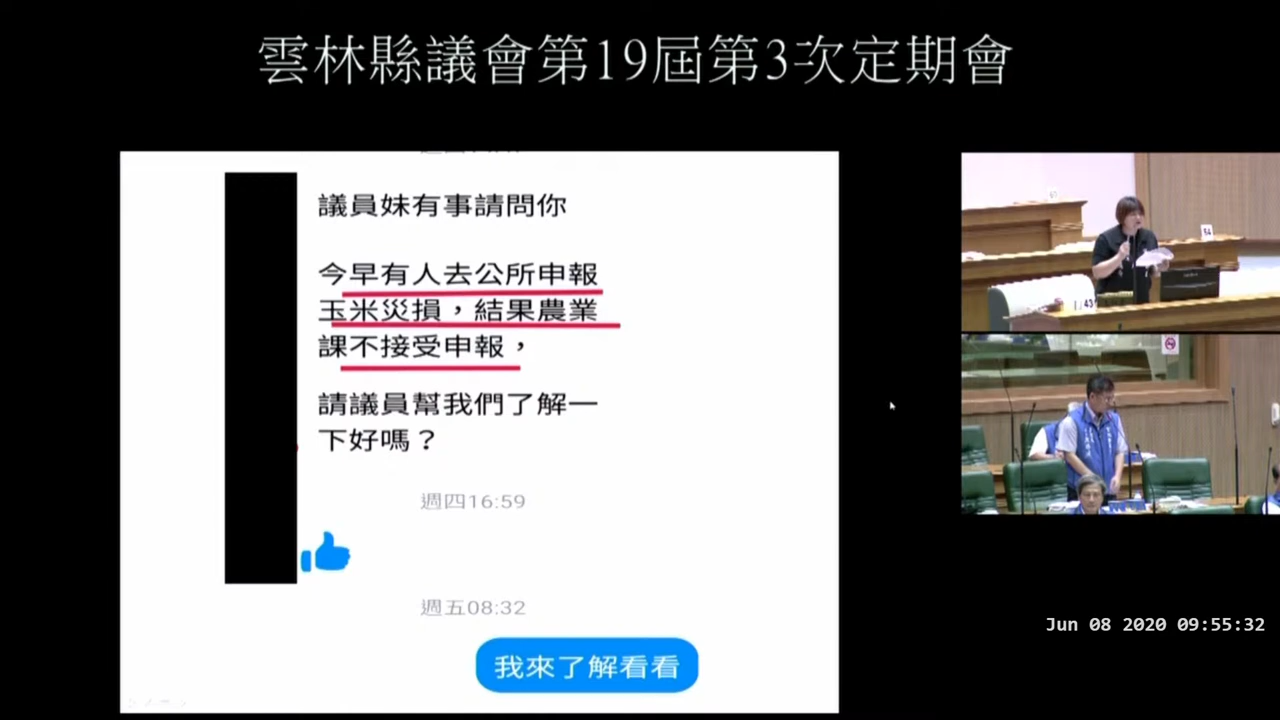 雲林縣議會第19屆第3次定期會
議員妹有事請問你
今早有人去公所申報
玉米災損，結果農業
課不接受申報，
請議員幫我們了解一
下好嗎？
週四16:59
週五08:32
我來了解看看
94
143
Jun 08 2020 09:55:32